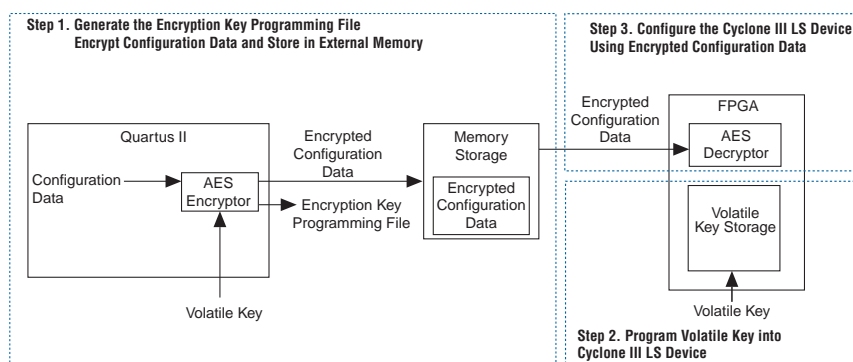 Step 1. Generate the Encryption Key Programming File
Encrypt Configuration Data and Store in External Memory
Step 3. Configure the Cyclone III LS Device
Using Encrypted Configuration Data
Quartus II
Configuration
Data
AES
Encryptor
Volatile Key
Encrypted
Configuration
Data
Encryption Key
Programming File
Memory
Storage
Encrypted
Configuration
Data
Encrypted
Configuration
Data
FPGA
AES
Decryptor
Volatile
Key Storage
Volatile Key
Step 2. Program Volatile Key into
Cyclone III LS Device